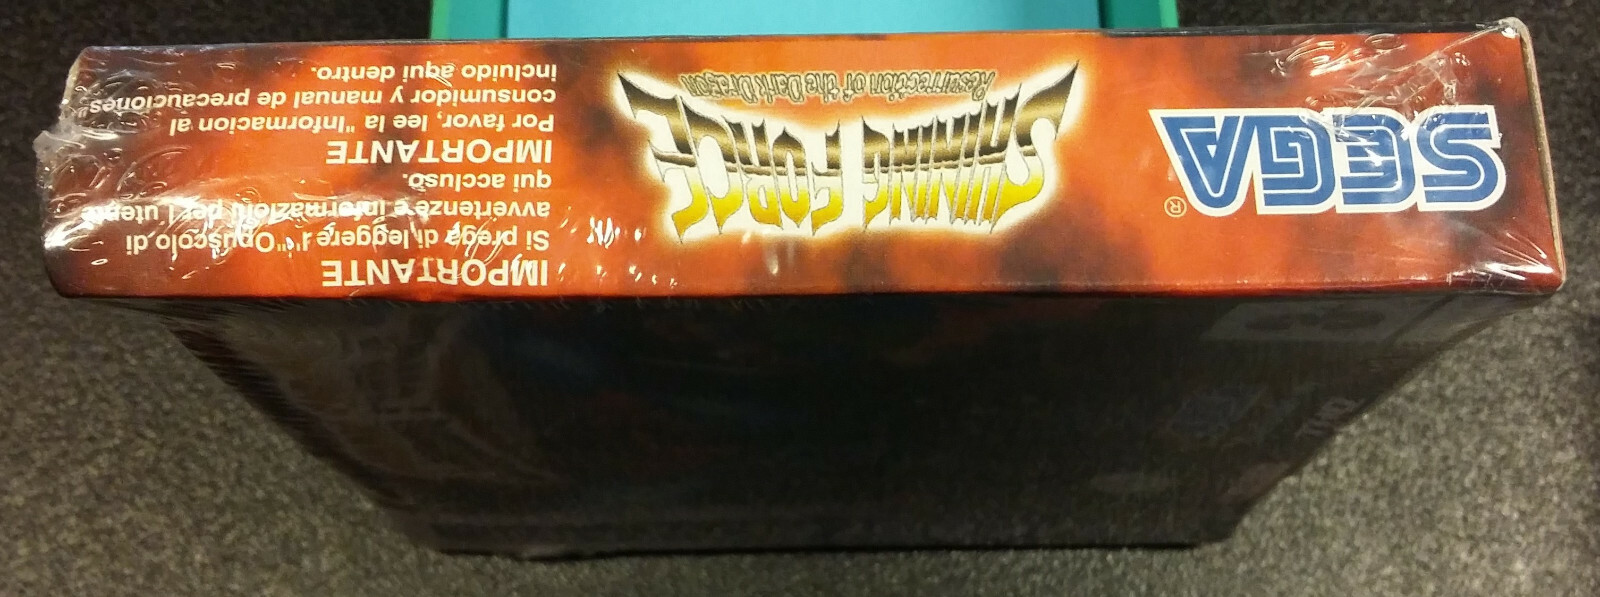 SEGA®
SHINING FORCE
Resurrection of the Dark Dragon
IMPORTANTE
Si prega di leggere l' "Opuscolo di
avvertenze e informazioni per l utente
qui accluso.
IMPORTANTE
Por favor, lee la "Informacion al
consumidor y manual de precauciones
incluido aqui dentro.